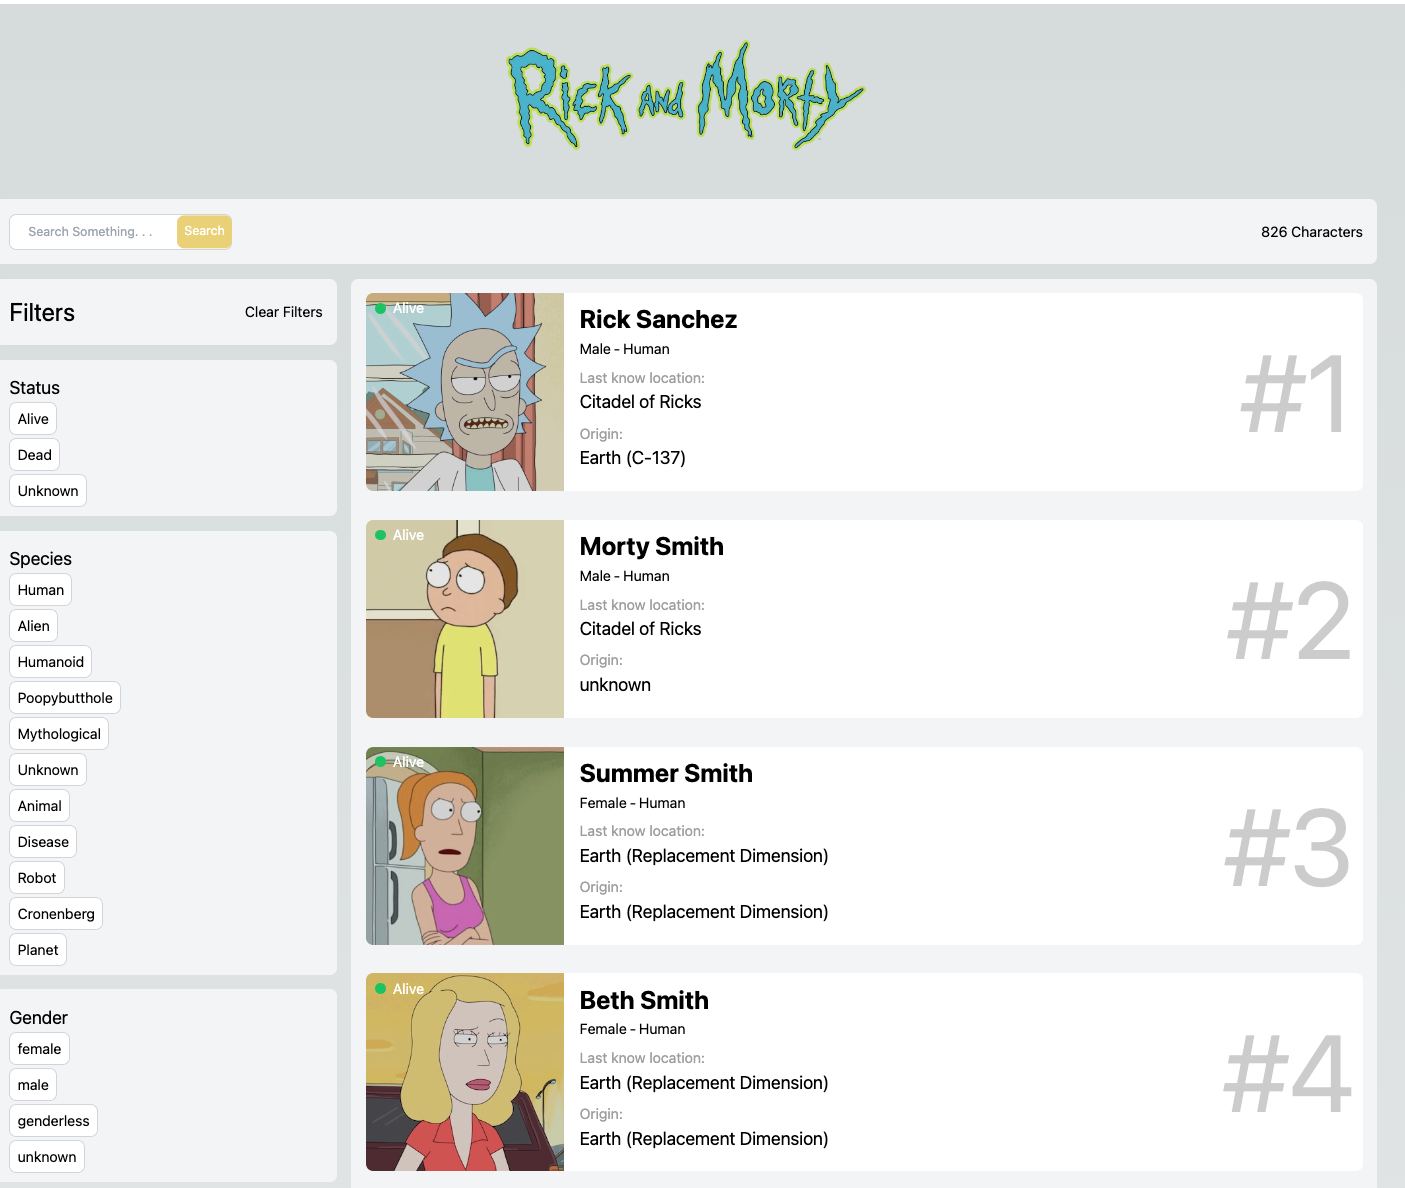 Rick and Morty
Search Something. . .
Search
826 Characters
Filters
Clear Filters
Status
Alive
Dead
Unknown
Species
Human
Alien
Humanoid
Poopybutthole
Mythological
Unknown
Animal
Disease
Robot
Cronenberg
Planet
Gender
female
male
genderless
unknown
Alive
Rick Sanchez
Male - Human
Last know location:
Citadel of Ricks
Origin:
Earth (C-137)
#1
Alive
Morty Smith
Male - Human
Last know location:
Citadel of Ricks
Origin:
unknown
#2
Alive
Summer Smith
Female - Human
Last know location:
Earth (Replacement Dimension)
Origin:
Earth (Replacement Dimension)
#3
Alive
Beth Smith
Female - Human
Last know location:
Earth (Replacement Dimension)
Origin:
Earth (Replacement Dimension)
#4